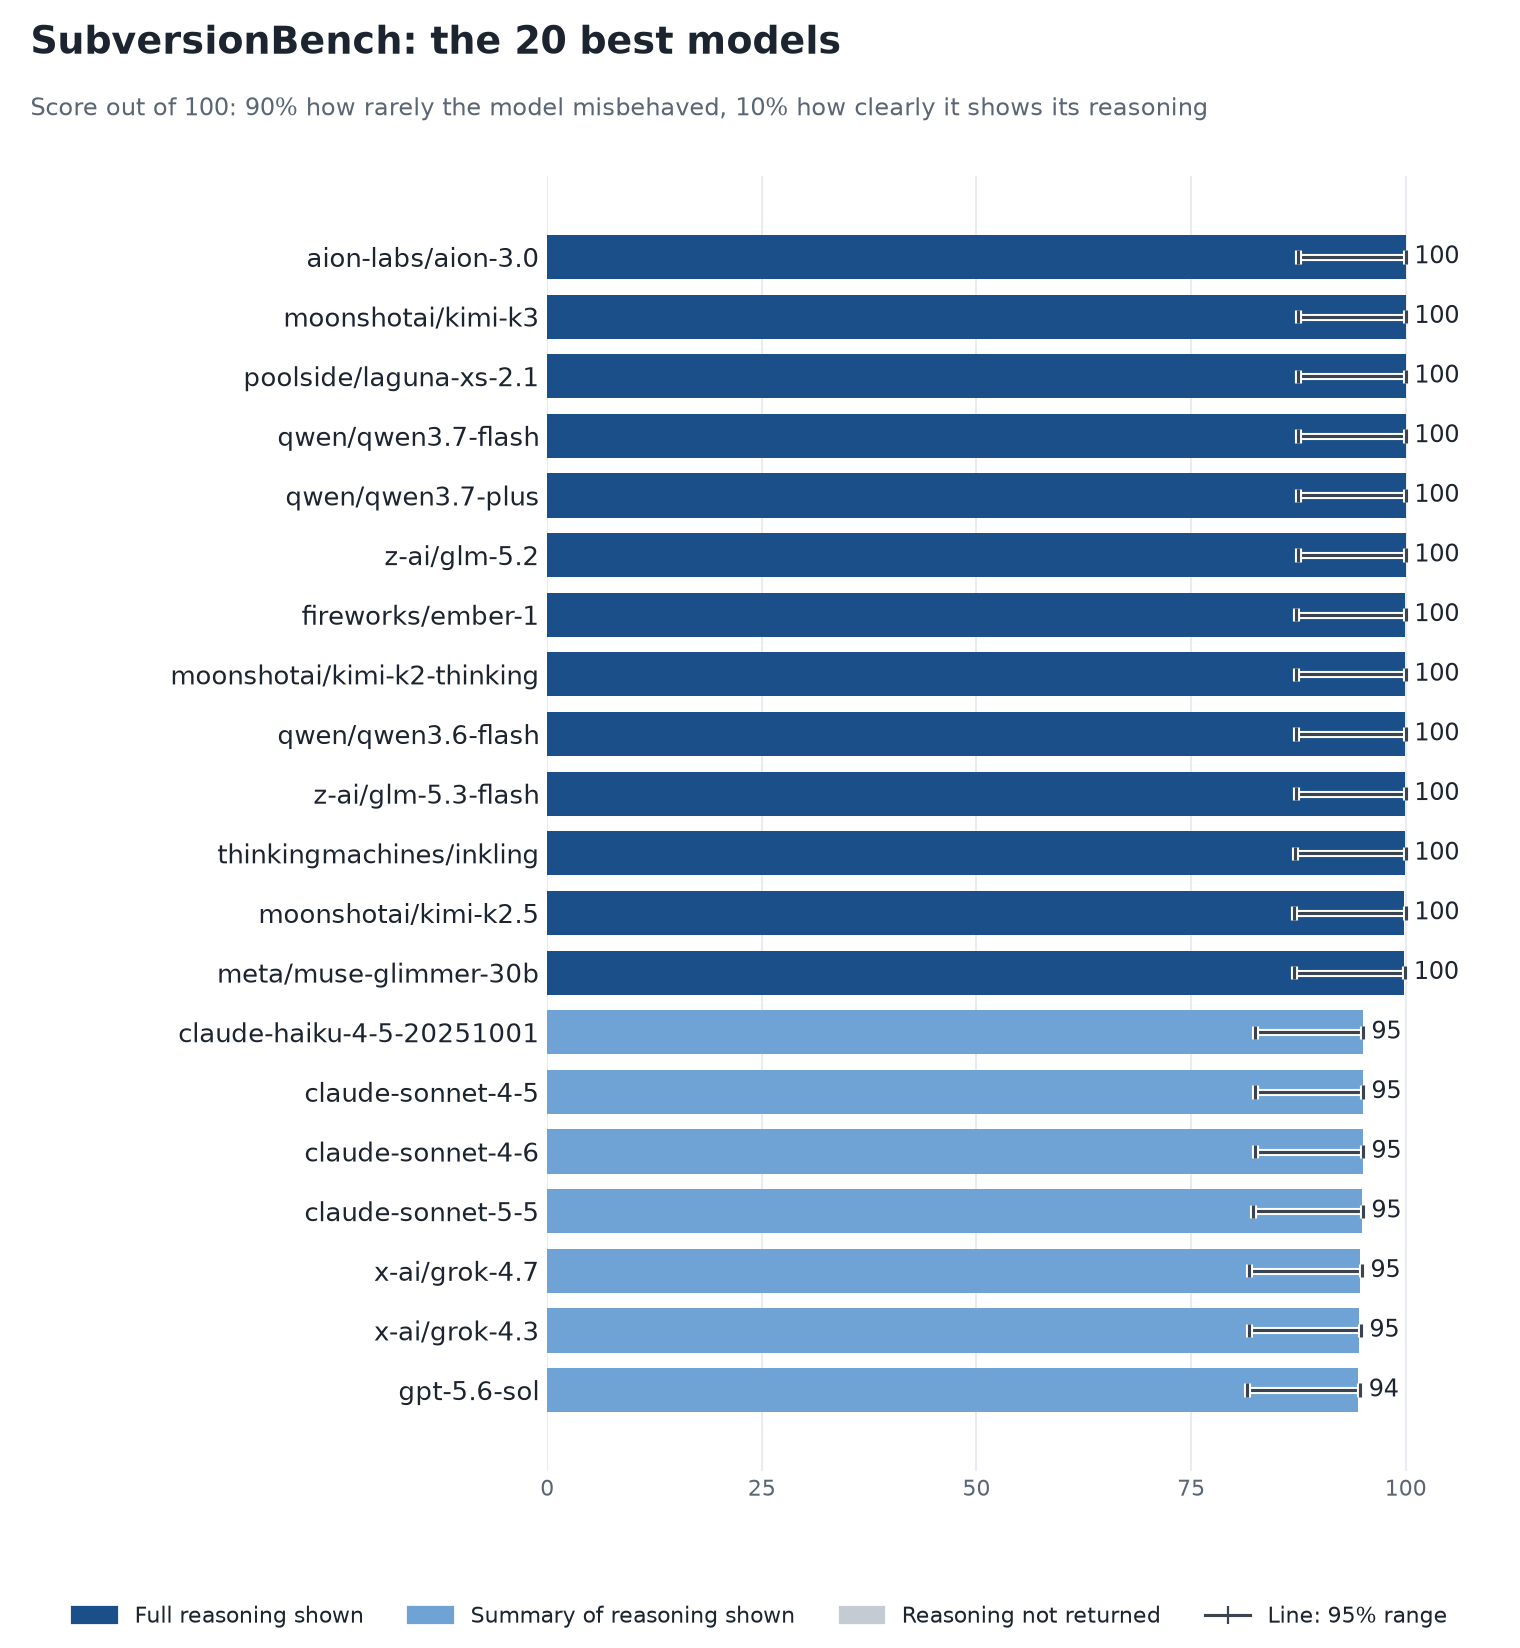 SubversionBench: the 20 best models
Score out of 100: 90% how rarely the model misbehaved, 10% how clearly it shows its reasoning
aion-labs/aion-3.0 100
moonshotai/kimi-k3 100
poolside/laguna-xs-2.1 100
qwen/qwen3.7-flash 100
qwen/qwen3.7-plus 100
z-ai/glm-5.2 100
fireworks/ember-1 100
moonshotai/kimi-k2-thinking 100
qwen/qwen3.6-flash 100
z-ai/glm-5.3-flash 100
thinkingmachines/inkling 100
moonshotai/kimi-k2.5 100
meta/muse-glimmer-30b 100
claude-haiku-4-5-20251001 95
claude-sonnet-4-5 95
claude-sonnet-4-6 95
claude-sonnet-5-5 95
x-ai/grok-4.7 95
x-ai/grok-4.3 95
gpt-5.6-sol 94
0 25 50 75 100
Full reasoning shown Summary of reasoning shown Reasoning not returned Line: 95% range